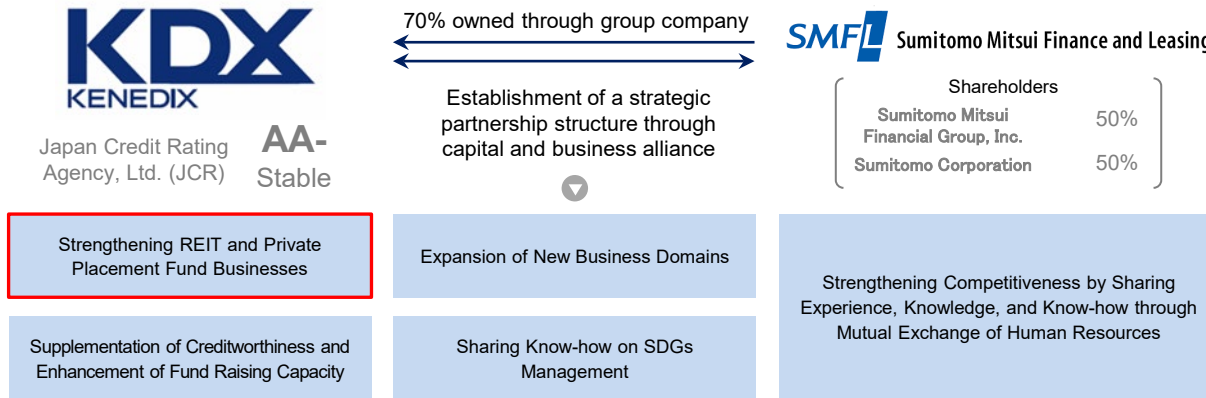 KDX
KENEDIX
Japan Credit Rating
Agency, Ltd. (JCR)
AA-
Stable
70% owned through group company
Establishment of a strategic
partnership structure through
capital and business alliance
SMFL Sumitomo Mitsui Finance and Leasing
Shareholders
Sumitomo Mitsui
Financial Group, Inc.
50%
Sumitomo Corporation
50%
Strengthening REIT and Private
Placement Fund Businesses
Expansion of New Business Domains
Strengthening Competitiveness by Sharing
Experience, Knowledge, and Know-how through
Mutual Exchange of Human Resources
Supplementation of Creditworthiness and
Enhancement of Fund Raising Capacity
Sharing Know-how on SDGs
Management